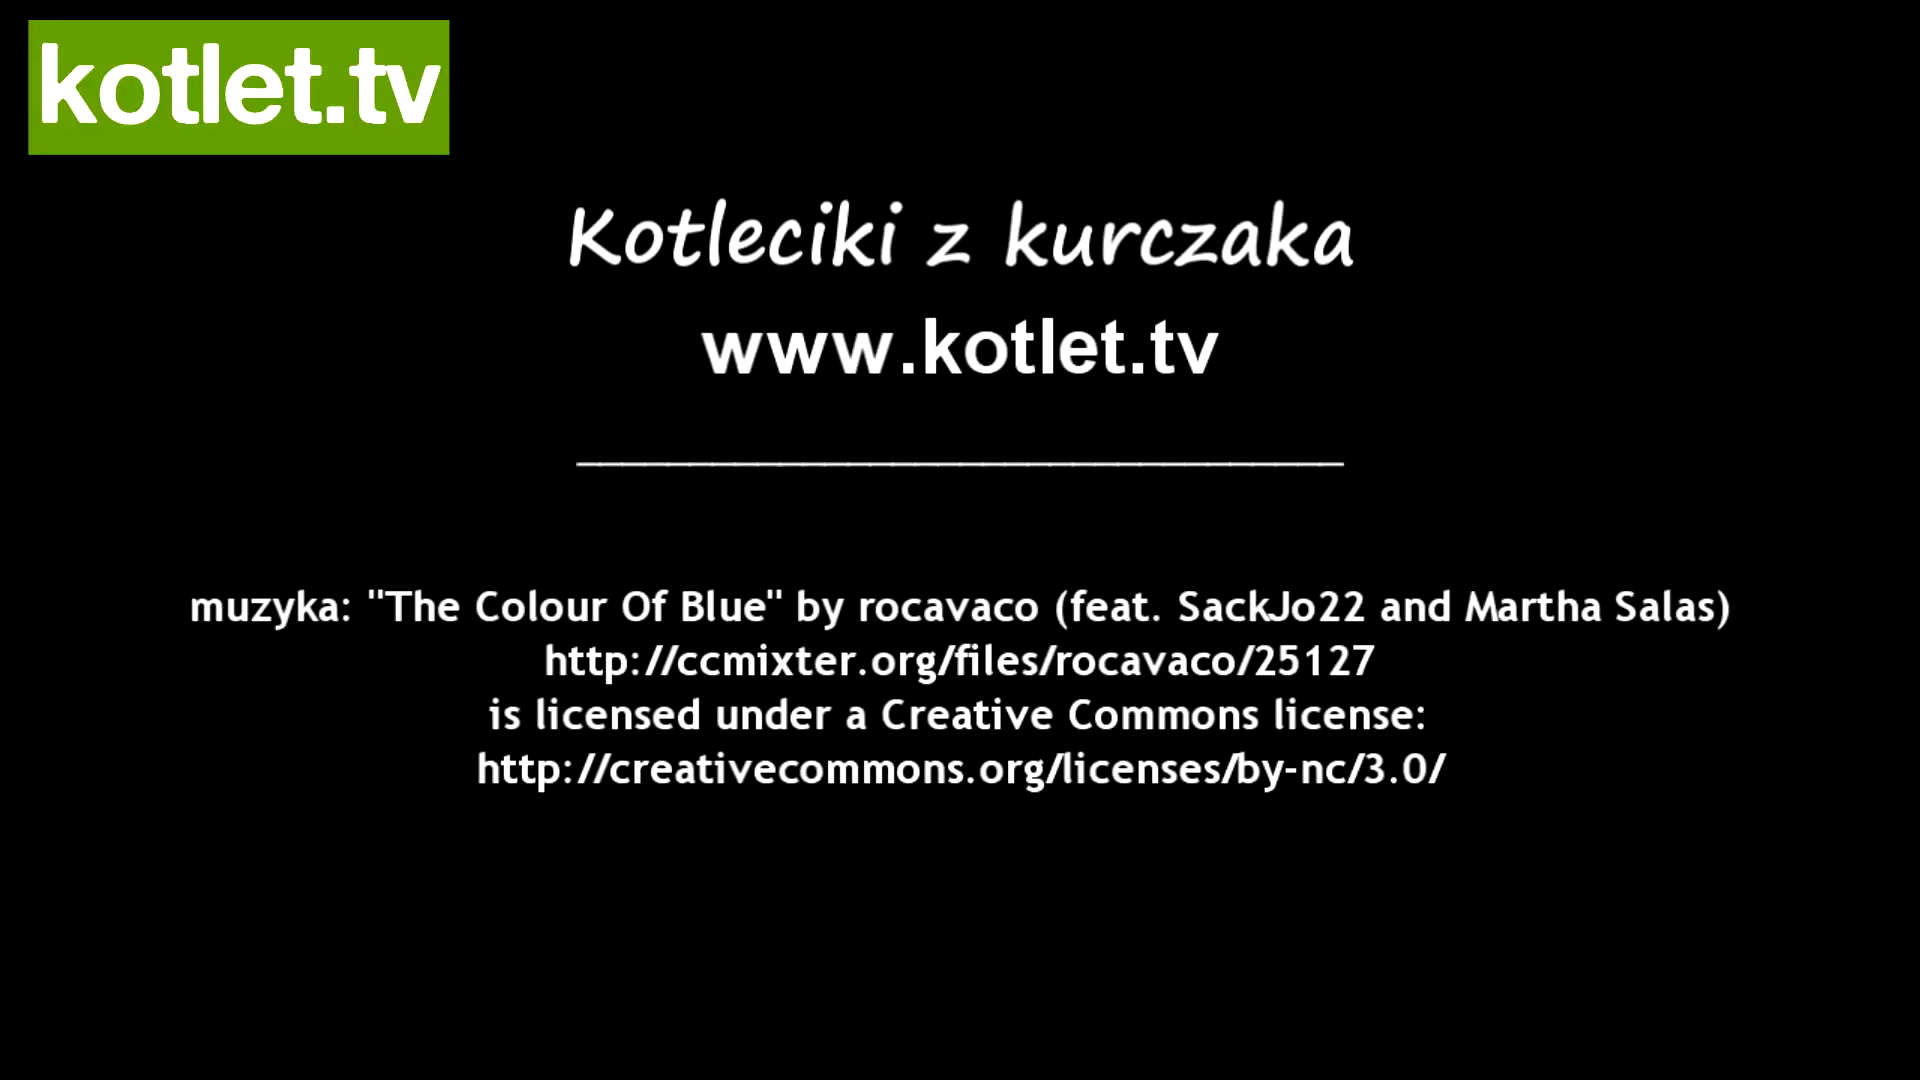 kotlet.tv
Kotleciki z kurczaka
www.kotlet.tv
muzyka: "The Colour Of Blue" by rocavaco (feat. SackJo22 and Martha Salas)
http://ccmixter.org/files/rocavaco/25127
is licensed under a Creative Commons license:
http://creativecommons.org/licenses/by-nc/3.0/